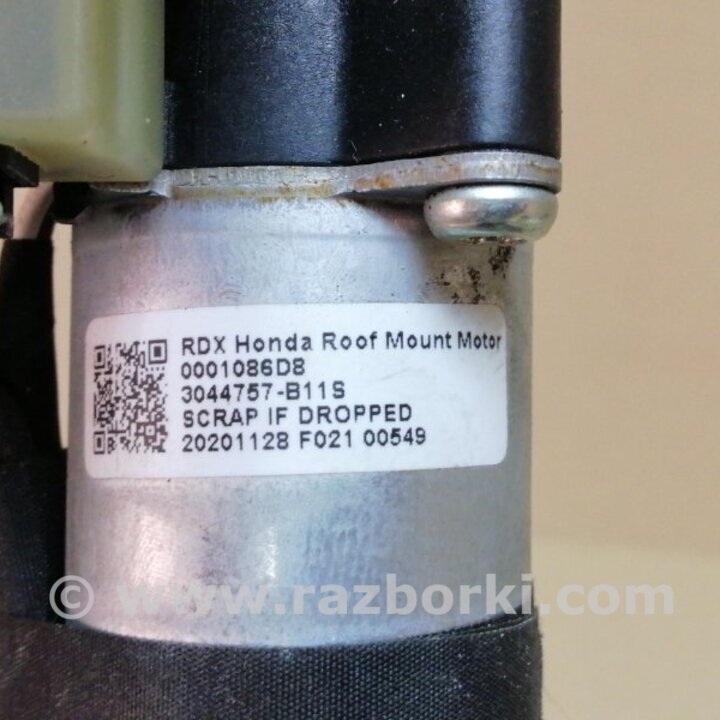 RDX Honda Roof Mount Motor
0001086D8
3044757-B11S
SCRAP IF DROPPED
20201128 F021 00549
© www.razborki.com